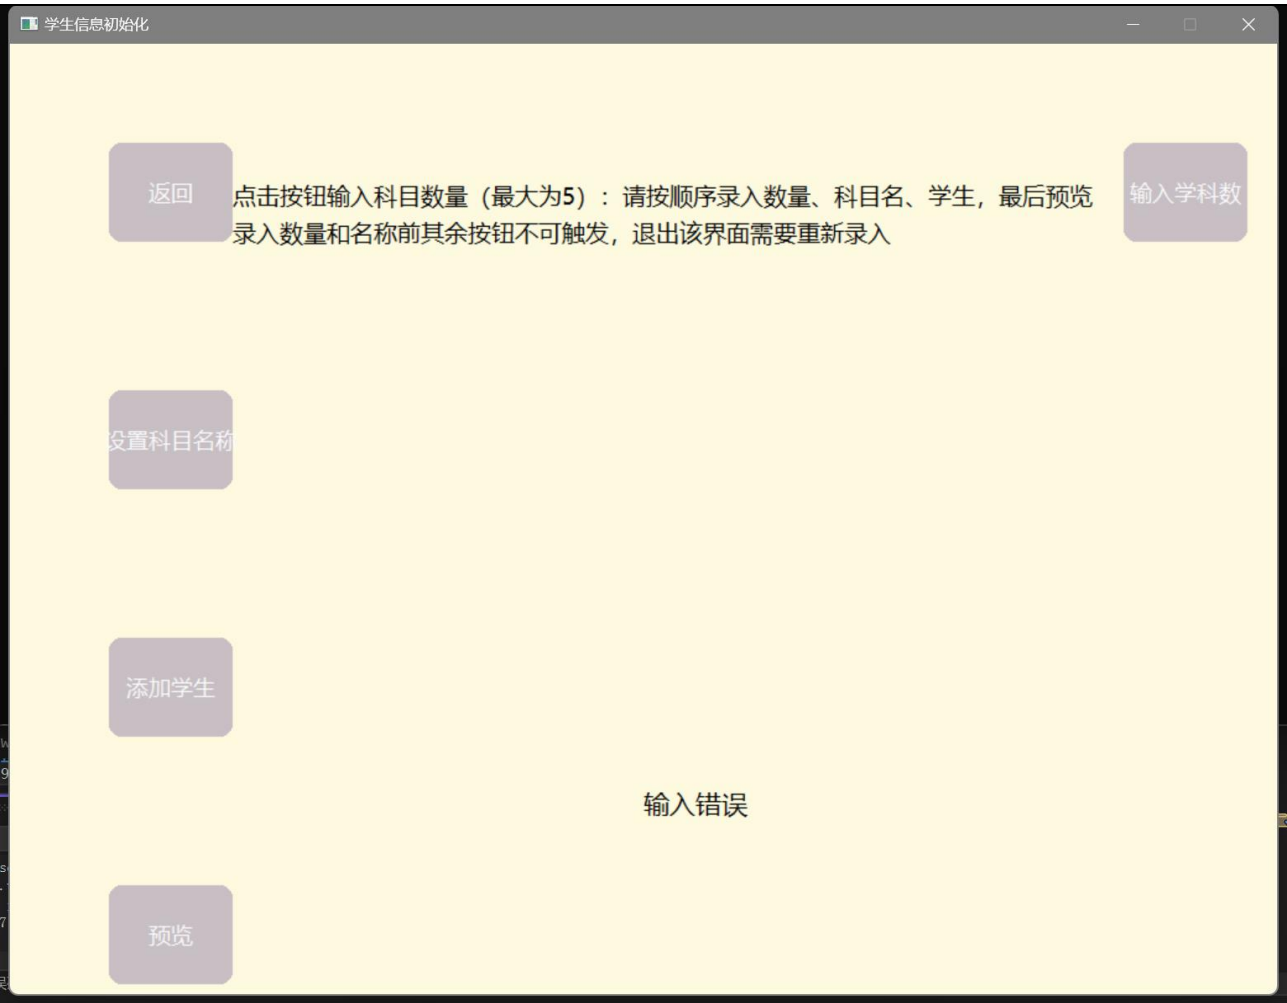 学生信息初始化
返回
点击按钮输入科目数量（最大为5）：请按顺序录入数量、科目名、学生，最后预览
录入数量和名称前其余按钮不可触发，退出该界面需要重新录入
输入学科数
设置科目名称
添加学生
输入错误
预览